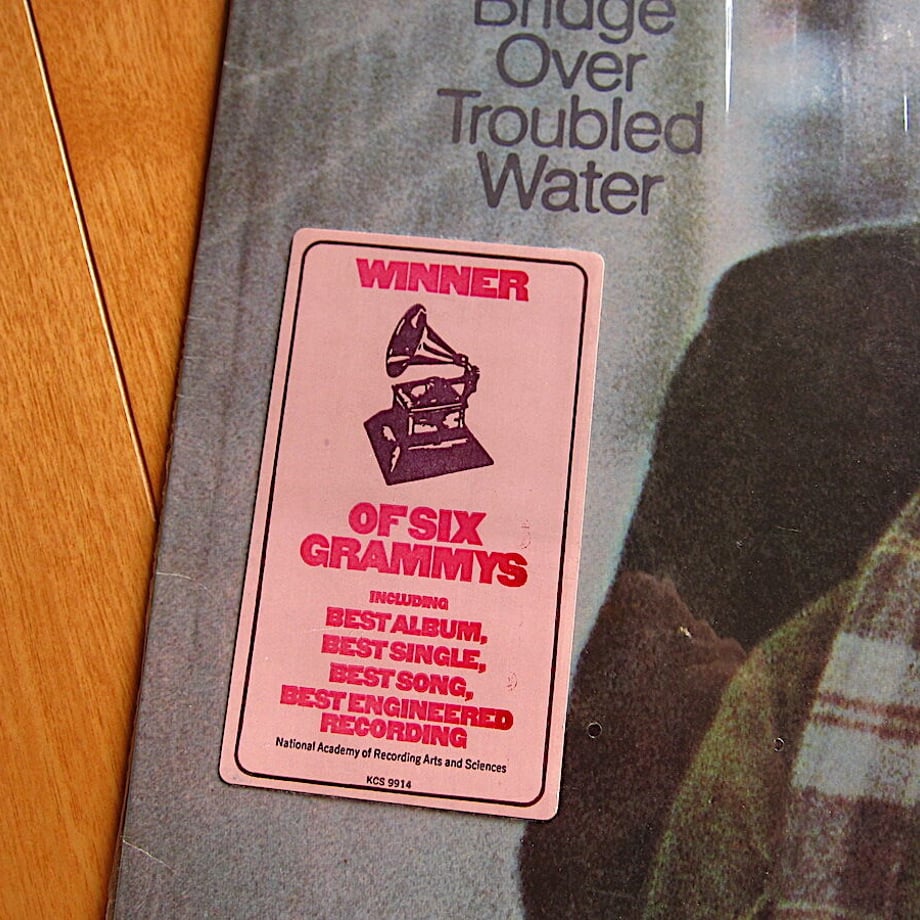 Bridge
Over
Troubled
Water
WINNER
OF SIX
GRAMMYS
INCLUDING
BEST ALBUM,
BEST SINGLE,
BEST SONG,
BEST ENGINEERED
RECORDING
National Academy of Recording Arts and Sciences
KCS 9914